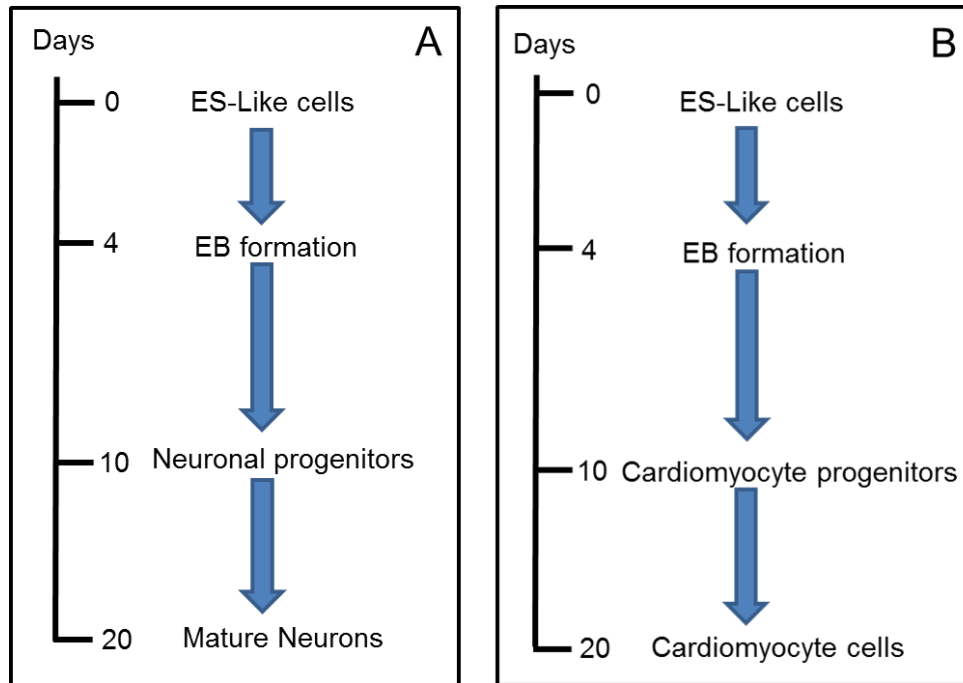 A
Days
0 ES-Like cells
4 EB formation
10 Neuronal progenitors
20 Mature Neurons
B
Days
0 ES-Like cells
4 EB formation
10 Cardiomyocyte progenitors
20 Cardiomyocyte cells